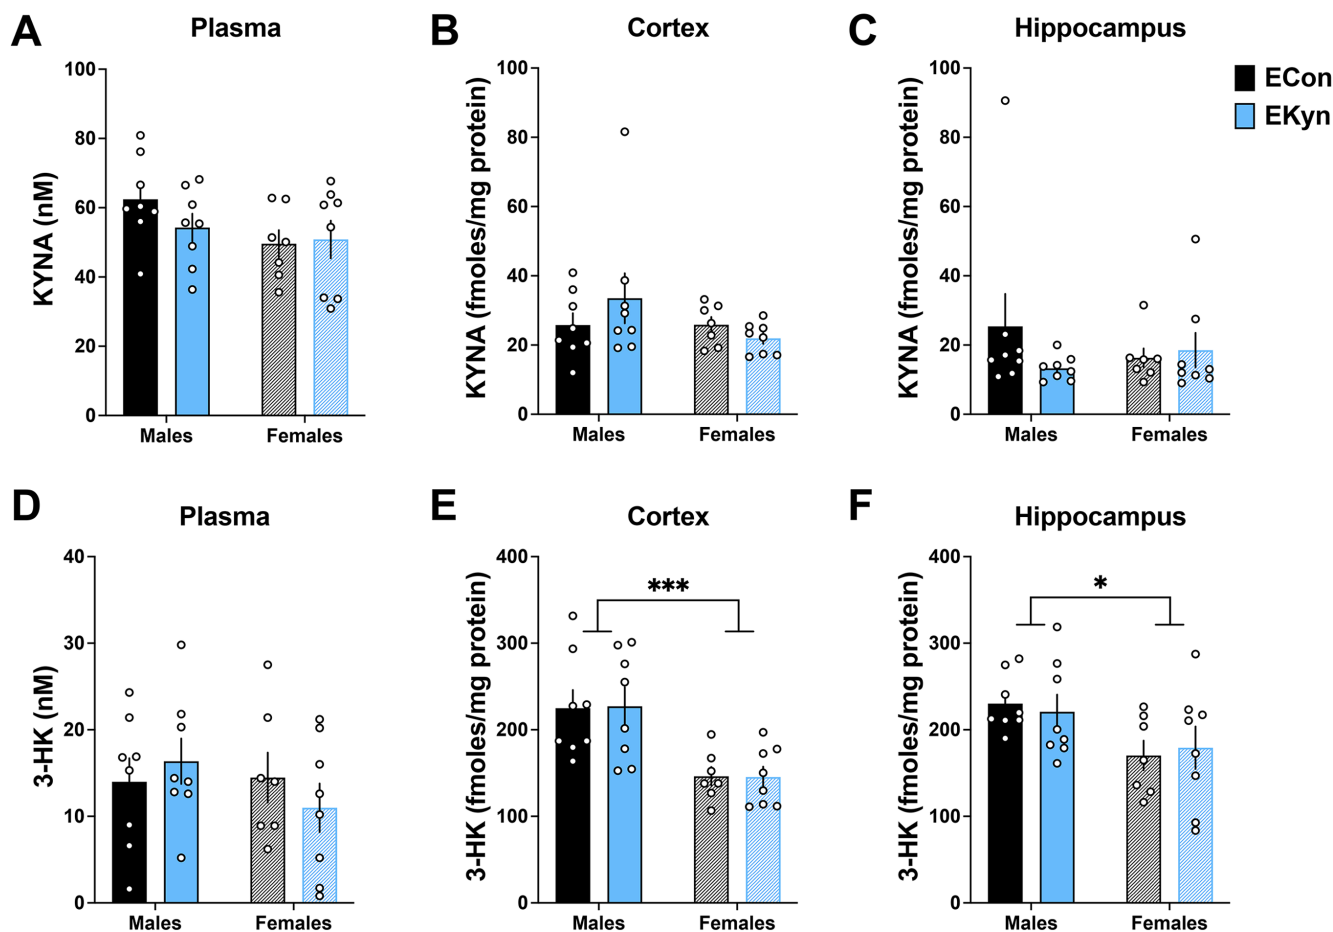 A
Plasma
KYNA (nM)
100
80
60
40
20
0
Males
Females
B
Cortex
KYNA (fmoles/mg protein)
100
80
60
40
20
0
Males
Females
C
Hippocampus
KYNA (fmoles/mg protein)
100
80
60
40
20
0
Males
Females
ECon
EKyn
D
Plasma
3-HK (nM)
40
30
20
10
0
Males
Females
E
Cortex
3-HK (fmoles/mg protein)
400
300
200
100
0
***
Males
Females
F
Hippocampus
3-HK (fmoles/mg protein)
400
300
200
100
0
*
Males
Females